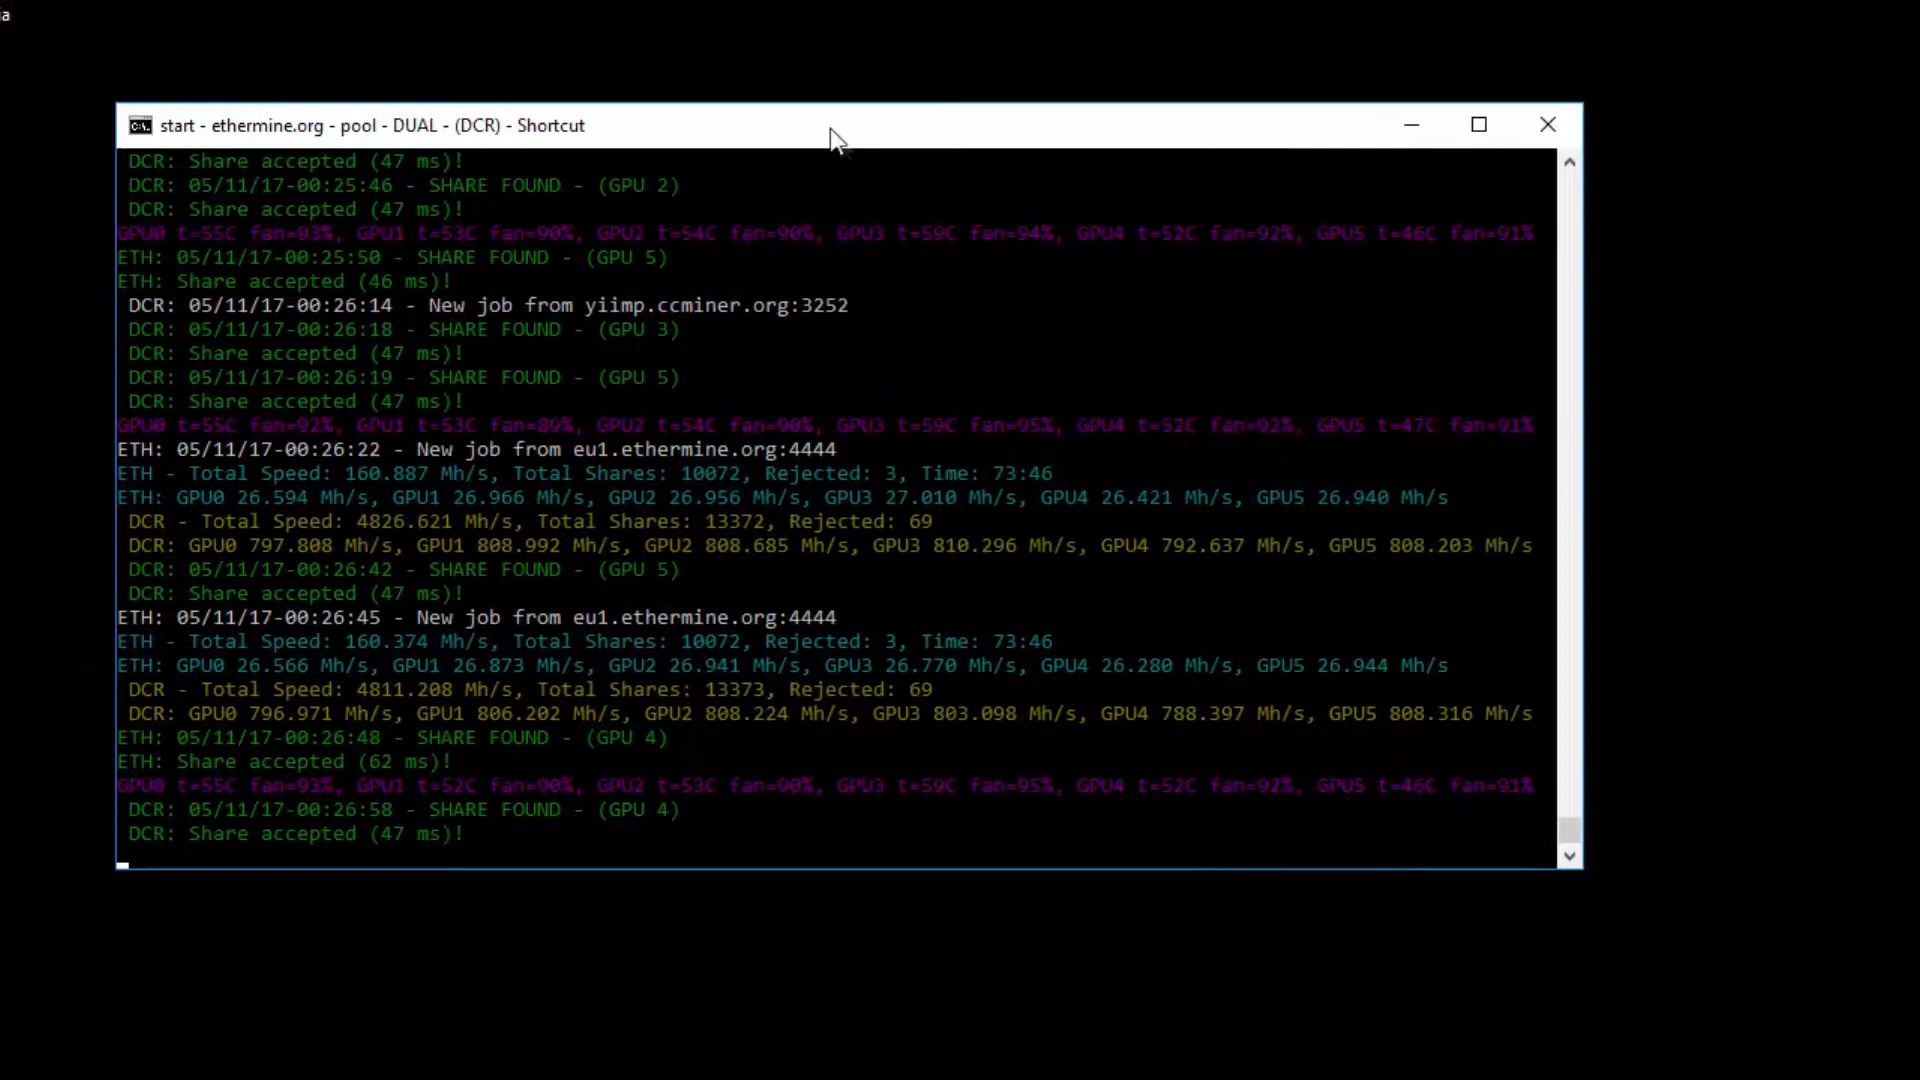 ia
start - ethermine.org - pool - DUAL - (DCR) - Shortcut
DCR: Share accepted (47 ms)!
DCR: 05/11/17-00:25:46 - SHARE FOUND - (GPU 2)
DCR: Share accepted (47 ms)!
GPU0 t=55C fan=93%, GPU1 t=53C fan=90%, GPU2 t=54C fan=90%, GPU3 t=59C fan=94%, GPU4 t=52C fan=92%, GPU5 t=46C fan=91%
ETH: 05/11/17-00:25:50 - SHARE FOUND - (GPU 5)
ETH: Share accepted (46 ms)!
DCR: 05/11/17-00:26:14 - New job from yiimp.ccminer.org:3252
DCR: 05/11/17-00:26:18 - SHARE FOUND - (GPU 3)
DCR: Share accepted (47 ms)!
DCR: 05/11/17-00:26:19 - SHARE FOUND - (GPU 5)
DCR: Share accepted (47 ms)!
GPU0 t=55C fan=92%, GPU1 t=53C fan=89%, GPU2 t=54C fan=90%, GPU3 t=59C fan=95%, GPU4 t=52C fan=92%, GPU5 t=47C fan=91%
ETH: 05/11/17-00:26:22 - New job from eu1.ethermine.org:4444
ETH - Total Speed: 160.887 Mh/s, Total Shares: 10072, Rejected: 3, Time: 73:46
ETH: GPU0 26.594 Mh/s, GPU1 26.966 Mh/s, GPU2 26.956 Mh/s, GPU3 27.010 Mh/s, GPU4 26.421 Mh/s, GPU5 26.940 Mh/s
DCR - Total Speed: 4826.621 Mh/s, Total Shares: 13372, Rejected: 69
DCR: GPU0 797.808 Mh/s, GPU1 808.992 Mh/s, GPU2 808.685 Mh/s, GPU3 810.296 Mh/s, GPU4 792.637 Mh/s, GPU5 808.203 Mh/s
DCR: 05/11/17-00:26:42 - SHARE FOUND - (GPU 5)
DCR: Share accepted (47 ms)!
ETH: 05/11/17-00:26:45 - New job from eu1.ethermine.org:4444
ETH - Total Speed: 160.374 Mh/s, Total Shares: 10072, Rejected: 3, Time: 73:46
ETH: GPU0 26.566 Mh/s, GPU1 26.873 Mh/s, GPU2 26.941 Mh/s, GPU3 26.770 Mh/s, GPU4 26.280 Mh/s, GPU5 26.944 Mh/s
DCR - Total Speed: 4811.208 Mh/s, Total Shares: 13373, Rejected: 69
DCR: GPU0 796.971 Mh/s, GPU1 806.202 Mh/s, GPU2 808.224 Mh/s, GPU3 803.098 Mh/s, GPU4 788.397 Mh/s, GPU5 808.316 Mh/s
ETH: 05/11/17-00:26:48 - SHARE FOUND - (GPU 4)
ETH: Share accepted (62 ms)!
GPU0 t=55C fan=93%, GPU1 t=52C fan=90%, GPU2 t=53C fan=90%, GPU3 t=59C fan=95%, GPU4 t=52C fan=92%, GPU5 t=46C fan=91%
DCR: 05/11/17-00:26:58 - SHARE FOUND - (GPU 4)
DCR: Share accepted (47 ms)!